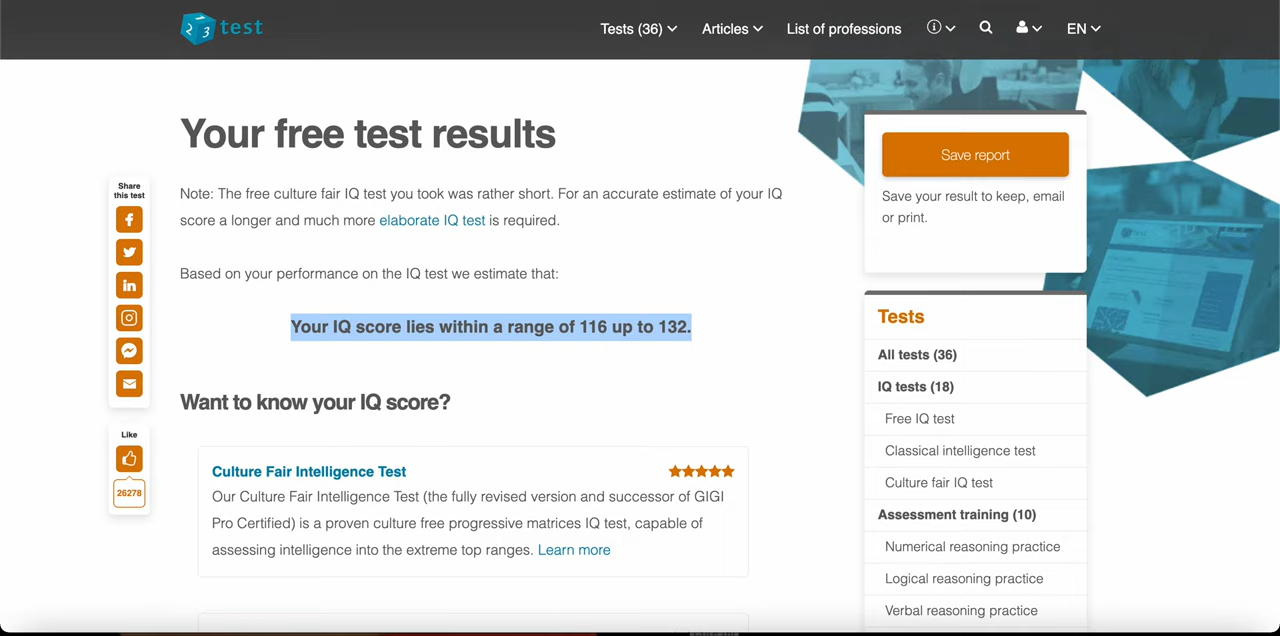 23 test
Tests (36)
Articles
List of professions
EN
Your free test results
Share
this test
Note: The free culture fair IQ test you took was rather short. For an accurate estimate of your IQ
score a longer and much more elaborate IQ test is required.
Based on your performance on the IQ test we estimate that:
Your IQ score lies within a range of 116 up to 132.
Want to know your IQ score?
Like
26278
Culture Fair Intelligence Test
Our Culture Fair Intelligence Test (the fully revised version and successor of GIGI
Pro Certified) is a proven culture free progressive matrices IQ test, capable of
assessing intelligence into the extreme top ranges. Learn more
Save report
Save your result to keep, email
or print.
Tests
All tests (36)
IQ tests (18)
Free IQ test
Classical intelligence test
Culture fair IQ test
Assessment training (10)
Numerical reasoning practice
Logical reasoning practice
Verbal reasoning practice